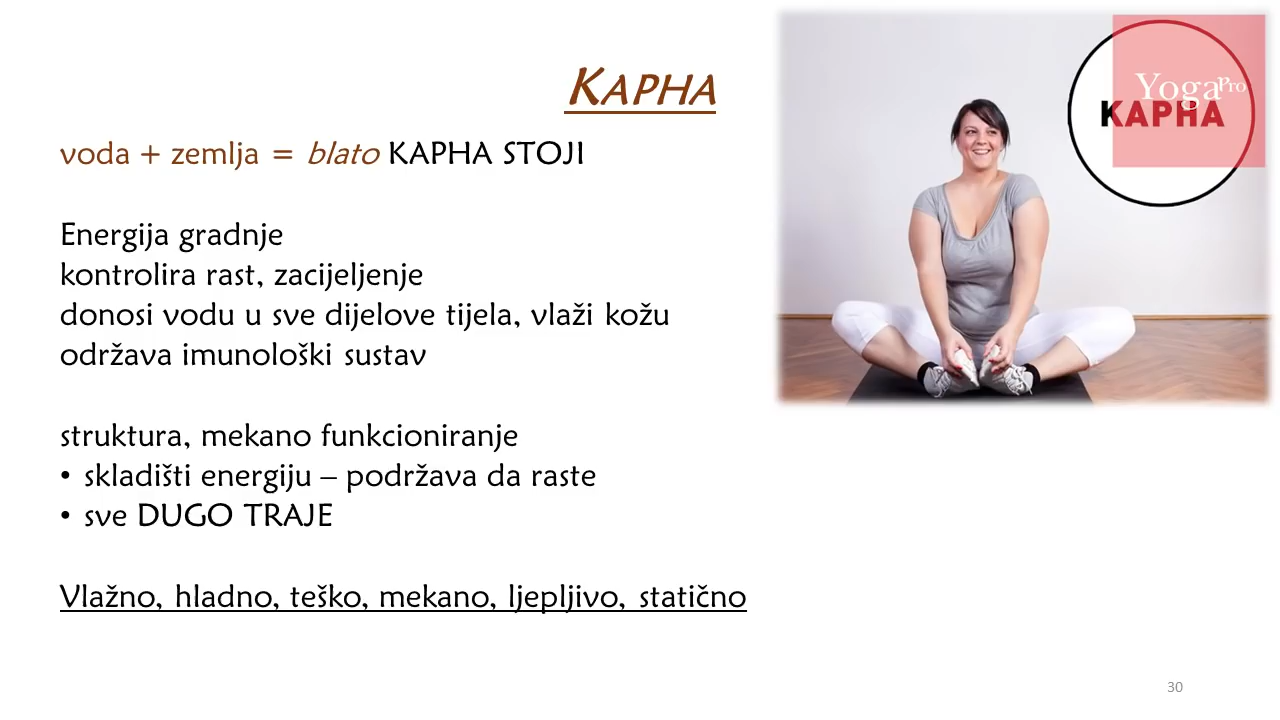 KAPHA
voda + zemlja = blato KAPHA STOJI
Energija gradnje
kontrolira rast, zacijeljenje
donosi vodu u sve dijelove tijela, vlaži kožu
održava imunološki sustav
struktura, mekano funkcioniranje
• skladišti energiju – podržava da raste
• sve DUGO TRAJE
Vlažno, hladno, teško, mekano, ljepljivo, statično
YogaPro
KAPHA
30